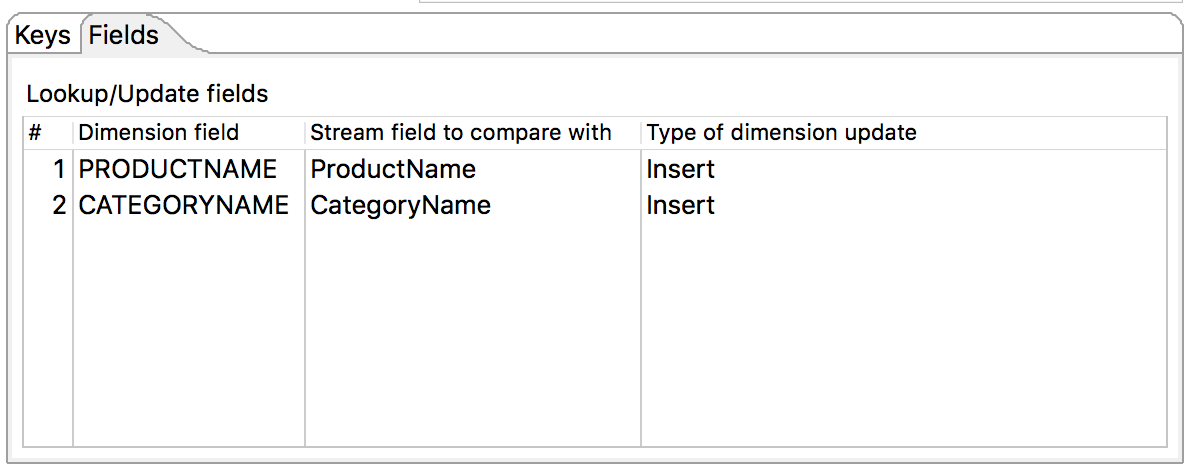 Keys Fields
Lookup/Update fields
# Dimension field Stream field to compare with Type of dimension update
1 PRODUCTNAME ProductName Insert
2 CATEGORYNAME CategoryName Insert